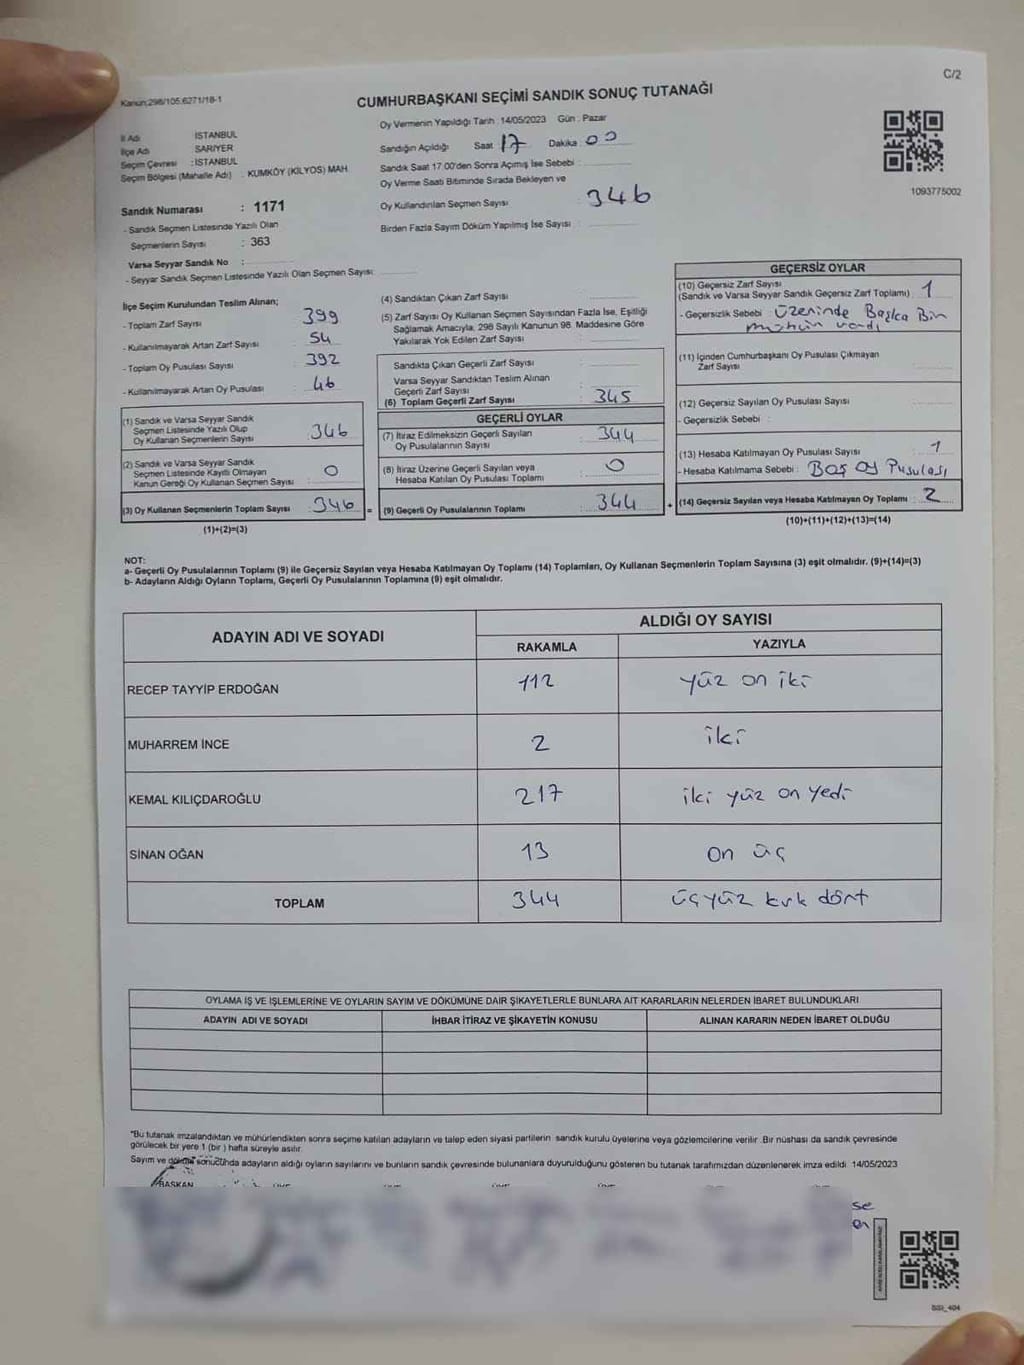 C/2
Kanun:298/105.6271/18-1
CUMHURBAŞKANI SEÇİMİ SANDIK SONUÇ TUTANAĞI
İl Adı : İSTANBUL
İlçe Adı : SARIYER
Seçim Çevresi : İSTANBUL
Seçim Bölgesi (Mahalle Adı) : KUMKÖY (KİLYOS) MAH.
Sandık Numarası : 1171
- Sandık Seçmen Listesinde Yazılı Olan
Seçmenlerin Sayısı : 363
Varsa Seyyar Sandık No :
- Seyyar Sandık Seçmen Listesinde Yazılı Olan Seçmen Sayısı:
Oy Vermenin Yapıldığı Tarih : 14/05/2023 Gün : Pazar
Sandığın Açıldığı Saat 17 Dakika 00
Sandık Saat 17:00'den Sonra Açılmış İse Sebebi :
Oy Verme Saati Bitiminde Sırada Bekleyen ve
Oy Kullandırılan Seçmen Sayısı : 346
Birden Fazla Sayım Döküm Yapılmış İse Sayısı :
1093775002
İlçe Seçim Kurulundan Teslim Alınan;
- Toplam Zarf Sayısı : 399
- Kullanılmayarak Artan Zarf Sayısı : 54
- Toplam Oy Pusulası Sayısı : 392
- Kullanılmayarak Artan Oy Pusulası : 46
(1) Sandık ve Varsa Seyyar Sandık
Seçmen Listesinde Yazılı Olup
Oy Kullanan Seçmenlerin Sayısı : 346
(2) Sandık ve Varsa Seyyar Sandık
Seçmen Listesinde Kayıtlı Olmayan
Kanun Gereği Oy Kullanan Seçmen Sayısı : 0
(3) Oy Kullanan Seçmenlerin Toplam Sayısı : 346 =
(1)+(2)=(3)
(4) Sandıktan Çıkan Zarf Sayısı :
(5) Zarf Sayısı Oy Kullanan Seçmen Sayısından Fazla İse, Eşitliği
Sağlamak Amacıyla, 298 Sayılı Kanunun 98. Maddesine Göre
Yakılarak Yok Edilen Zarf Sayısı :
Sandıkta Çıkan Geçerli Zarf Sayısı :
Varsa Seyyar Sandıktan Teslim Alınan
Geçerli Zarf Sayısı :
(6) Toplam Geçerli Zarf Sayısı : 345
GEÇERLİ OYLAR
(7) İtiraz Edilmeksizin Geçerli Sayılan
Oy Pusulalarının Sayısı : 344
(8) İtiraz Üzerine Geçerli Sayılan veya
Hesaba Katılan Oy Pusulası Toplamı : 0
(9) Geçerli Oy Pusulalarının Toplamı : 344 +
GEÇERSİZ OYLAR
(10) Geçersiz Zarf Sayısı
(Sandık ve Varsa Seyyar Sandık Geçersiz Zarf Toplamı) : 1
- Geçersizlik Sebebi : Üzerinde Başka Bin
mühün vardı
(11) İçinden Cumhurbaşkanı Oy Pusulası Çıkmayan
Zarf Sayısı :
(12) Geçersiz Sayılan Oy Pusulası Sayısı :
- Geçersizlik Sebebi :
(13) Hesaba Katılmayan Oy Pusulası Sayısı : 1
- Hesaba Katılmama Sebebi : Boş Oy Pusulası
(14) Geçersiz Sayılan veya Hesaba Katılmayan Oy Toplamı : 2
(10)+(11)+(12)+(13)=(14)
NOT:
a- Geçerli Oy Pusulalarının Toplamı (9) ile Geçersiz Sayılan veya Hesaba Katılmayan Oy Toplamı (14) Toplamları, Oy Kullanan Seçmenlerin Toplam Sayısına (3) eşit olmalıdır. (9)+(14)=(3)
b- Adayların Aldığı Oyların Toplamı, Geçerli Oy Pusulalarının Toplamına (9) eşit olmalıdır.
ADAYIN ADI VE SOYADI
ALDIĞI OY SAYISI
RAKAMLA YAZIYLA
RECEP TAYYİP ERDOĞAN 112 yüz on iki
MUHARREM İNCE 2 iki
KEMAL KILIÇDAROĞLU 217 iki yüz on yedi
SİNAN OĞAN 13 on üç
TOPLAM 344 üçyüz kırk dört
OYLAMA İŞ VE İŞLEMLERİNE VE OYLARIN SAYIM VE DÖKÜMÜNE DAİR ŞİKAYETLERLE BUNLARA AİT KARARLARIN NELERDEN İBARET BULUNDUKLARI
ADAYIN ADI VE SOYADI İHBAR İTİRAZ VE ŞİKAYETİN KONUSU ALINAN KARARIN NEDEN İBARET OLDUĞU
*Bu tutanak imzalandıktan ve mühürlendikten sonra seçime katılan adayların ve talep eden siyasi partilerin sandık kurulu üyelerine veya gözlemcilerine verilir. Bir nüshası da sandık çevresinde
görülecek bir yere 1 (bir) hafta süreyle asılır.
Sayım ve döküm sonucunda adayların aldığı oyların sayılarını ve bunların sandık çevresinde bulunanlara duyurulduğunu gösteren bu tutanak tarafımızdan düzenlenerek imza edildi. 14/05/2023
BAŞKAN
se
en
SSI_404